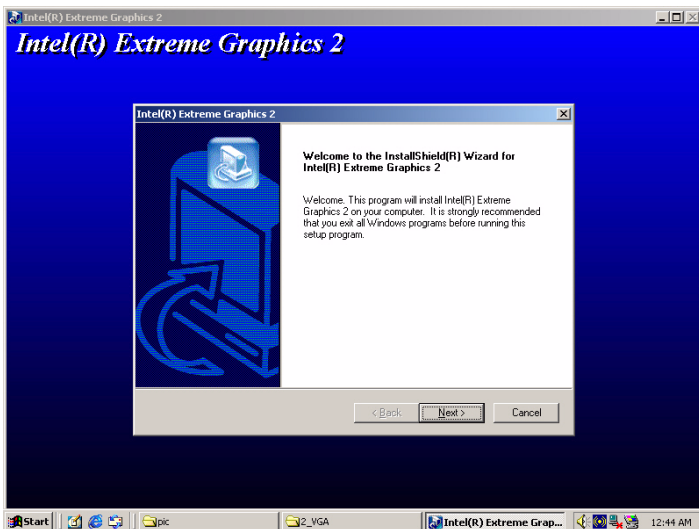 Intel(R) Extreme Graphics 2
Intel(R) Extreme Graphics 2
Intel(R) Extreme Graphics 2
Welcome to the InstallShield(R) Wizard for
Intel(R) Extreme Graphics 2
Welcome. This program will install Intel(R) Extreme
Graphics 2 on your computer. It is strongly recommended
that you exit all Windows programs before running this
setup program.
< Back Next > Cancel
Start pic 2_VGA Intel(R) Extreme Grap... 12:44 AM